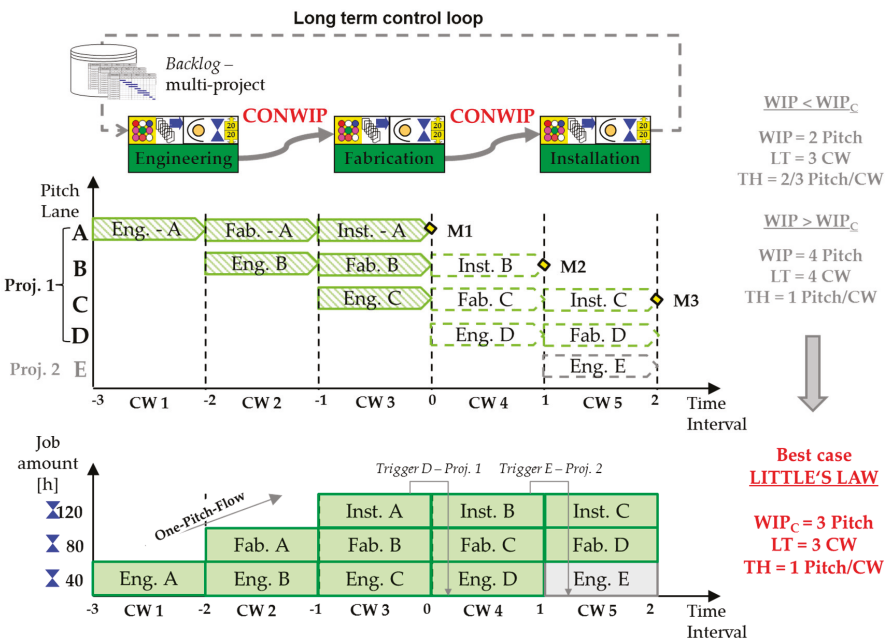 Long term control loop
Backlog –
multi-project
CONWIP
CONWIP
20
20
20
20
20
20
Engineering
Fabrication
Installation
WIP < WIPC
WIP = 2 Pitch
LT = 3 CW
TH = 2/3 Pitch/CW
WIP > WIPC
WIP = 4 Pitch
LT = 4 CW
TH = 1 Pitch/CW
Best case
LITTLE‘S LAW
WIPC = 3 Pitch
LT = 3 CW
TH = 1 Pitch/CW
Pitch
Lane
A Eng. - A Fab. - A Inst. - A M1
B Eng. B Fab. B Inst. B M2
Proj. 1
C Eng. C Fab. C Inst. C M3
D Eng. D Fab. D
Proj. 2 E Eng. E
-3 CW 1 -2 CW 2 -1 CW 3 0 CW 4 1 CW 5 2 Time
Interval
Job
amount
[h]
Trigger D – Proj. 1 Trigger E – Proj. 2
One-Pitch-Flow
120 Inst. A Inst. B Inst. C
80 Fab. A Fab. B Fab. C Fab. D
40 Eng. A Eng. B Eng. C Eng. D Eng. E
-3 CW 1 -2 CW 2 -1 CW 3 0 CW 4 1 CW 5 2 Time
Interval